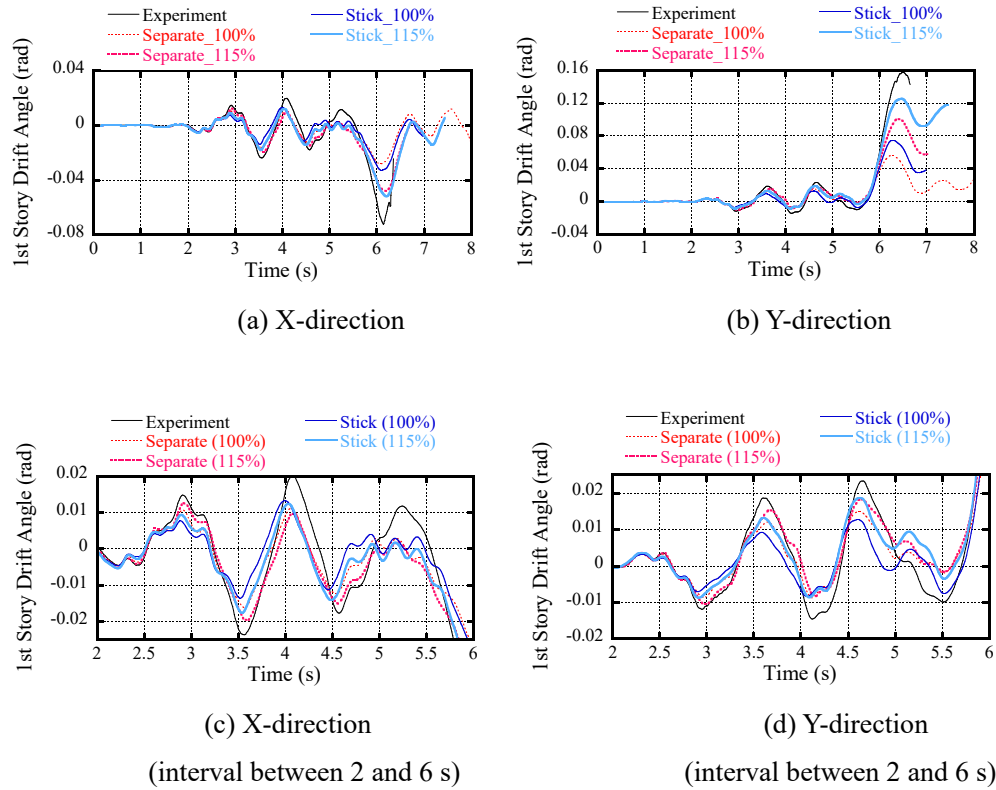 Experiment
Separate_100%
Separate_115%
Stick_100%
Stick_115%
1st Story Drift Angle (rad)
0.04
0
-0.04
-0.08
0 1 2 3 4 5 6 7 8
Time (s)
(a) X-direction
Experiment
Separate_100%
Separate_115%
Stick_100%
Stick_115%
1st Story Drift Angle (rad)
0.16
0.12
0.08
0.04
0
-0.04
0 1 2 3 4 5 6 7 8
Time (s)
(b) Y-direction
Experiment
Separate (100%)
Separate (115%)
Stick (100%)
Stick (115%)
1st Story Drift Angle (rad)
0.02
0.01
0
-0.01
-0.02
2 2.5 3 3.5 4 4.5 5 5.5 6
Time (s)
(c) X-direction
(interval between 2 and 6 s)
Experiment
Separate (100%)
Separate (115%)
Stick (100%)
Stick (115%)
1st Story Drift Angle (rad)
0.02
0.01
0
-0.01
-0.02
2 2.5 3 3.5 4 4.5 5 5.5 6
Time (s)
(d) Y-direction
(interval between 2 and 6 s)